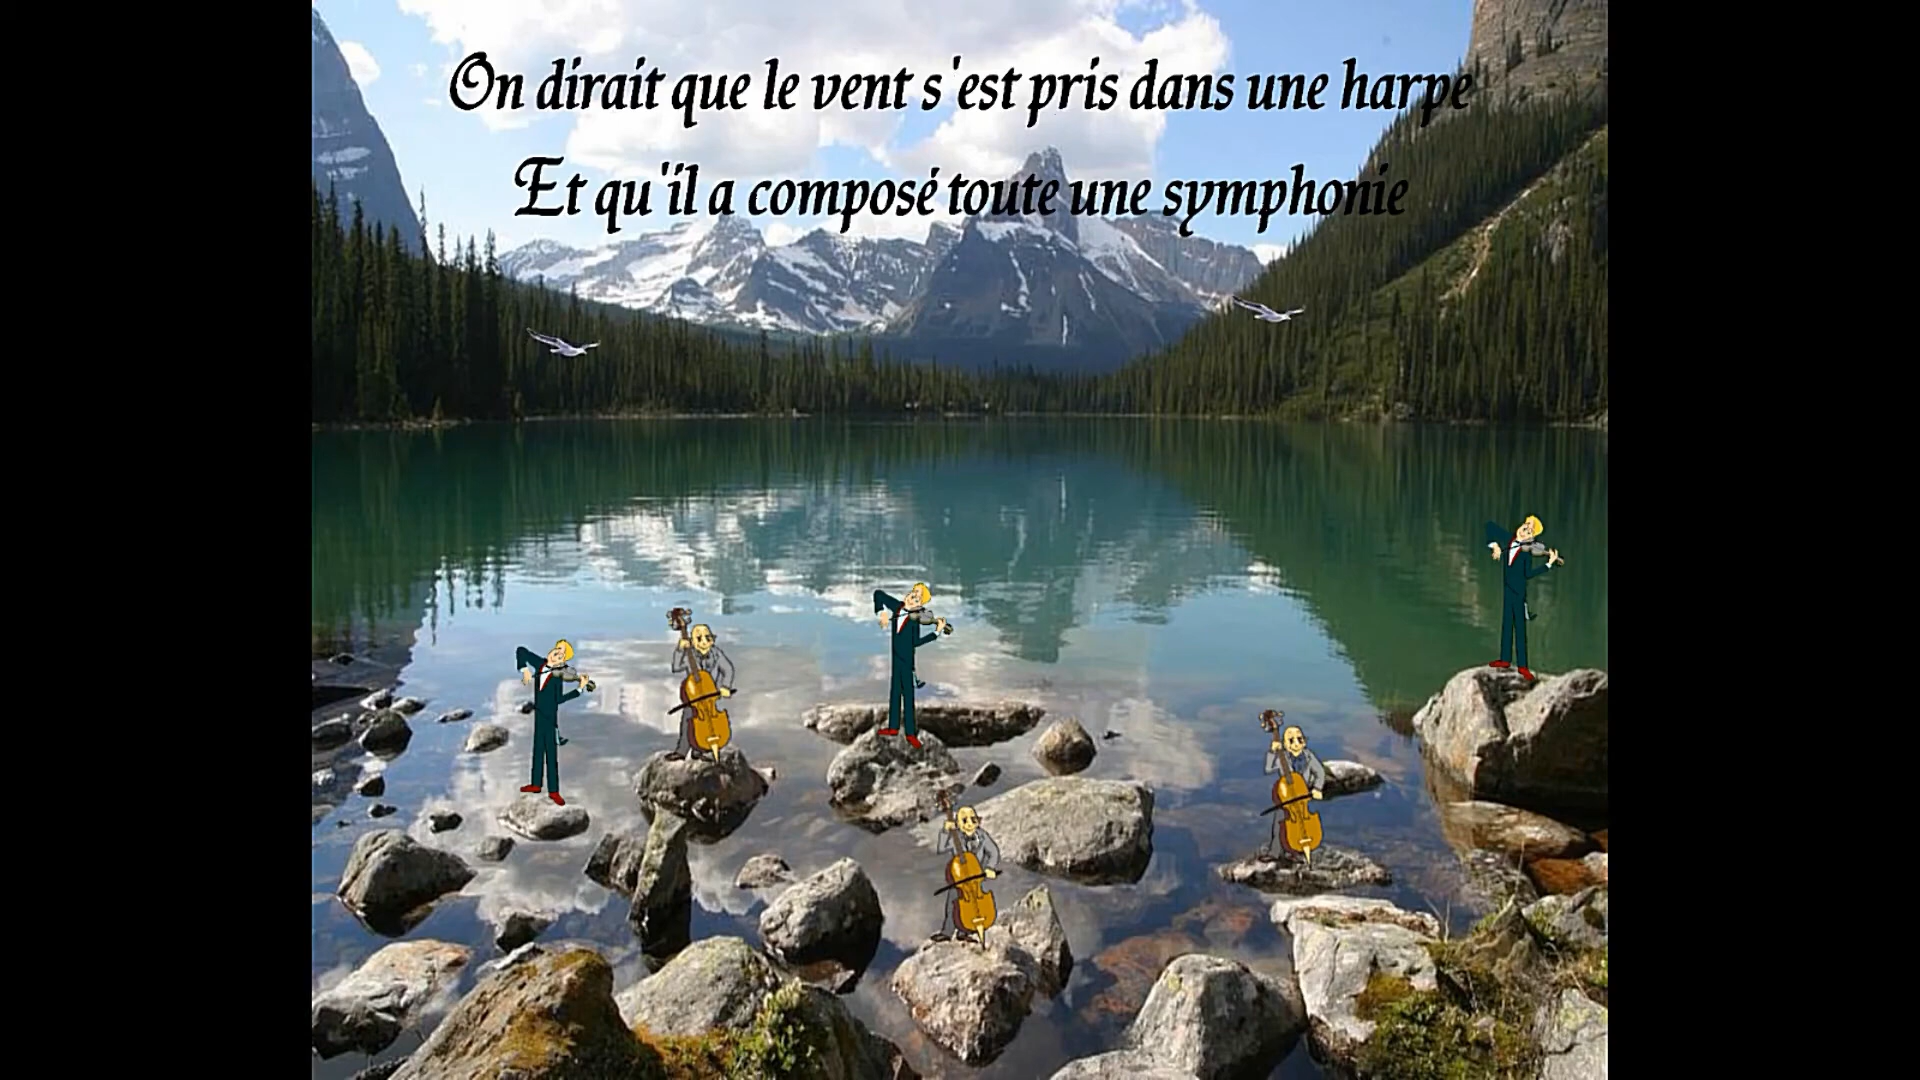 On dirait que le vent s'est pris dans une harpe
Et qu'il a composé toute une symphonie